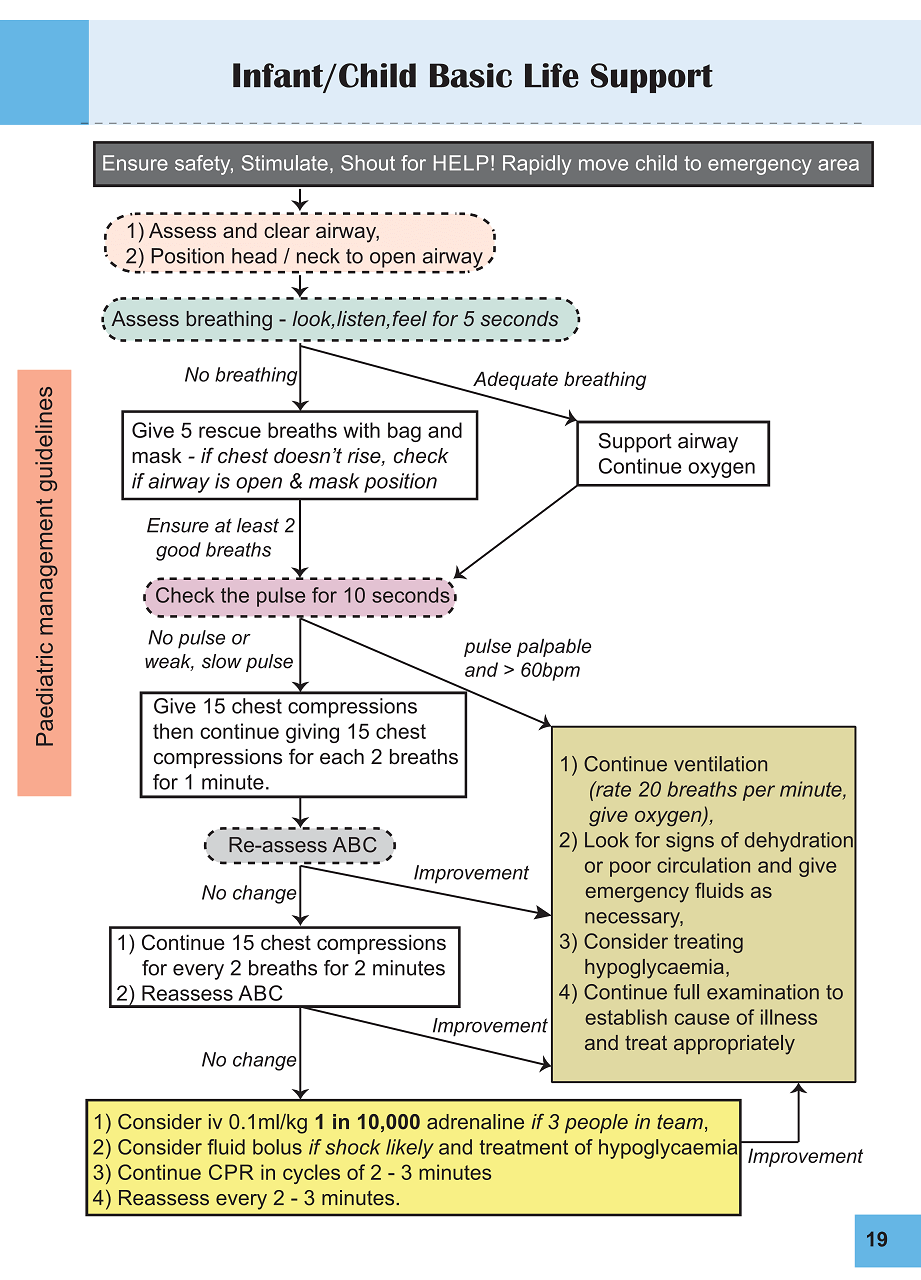 Infant/Child Basic Life Support
Ensure safety, Stimulate, Shout for HELP! Rapidly move child to emergency area
1) Assess and clear airway,
2) Position head / neck to open airway
Assess breathing - look,listen,feel for 5 seconds
No breathing
Adequate breathing
Give 5 rescue breaths with bag and
mask - if chest doesn’t rise, check
if airway is open & mask position
Support airway
Continue oxygen
Ensure at least 2
good breaths
Check the pulse for 10 seconds
No pulse or
weak, slow pulse
pulse palpable
and > 60bpm
Give 15 chest compressions
then continue giving 15 chest
compressions for each 2 breaths
for 1 minute.
1) Continue ventilation
(rate 20 breaths per minute,
give oxygen),
2) Look for signs of dehydration
or poor circulation and give
emergency fluids as
necessary,
3) Consider treating
hypoglycaemia,
4) Continue full examination to
establish cause of illness
and treat appropriately
Re-assess ABC
Improvement
No change
1) Continue 15 chest compressions
for every 2 breaths for 2 minutes
2) Reassess ABC
Improvement
No change
1) Consider iv 0.1ml/kg 1 in 10,000 adrenaline if 3 people in team,
2) Consider fluid bolus if shock likely and treatment of hypoglycaemia
3) Continue CPR in cycles of 2 - 3 minutes
4) Reassess every 2 - 3 minutes.
Improvement
Paediatric management guidelines
19